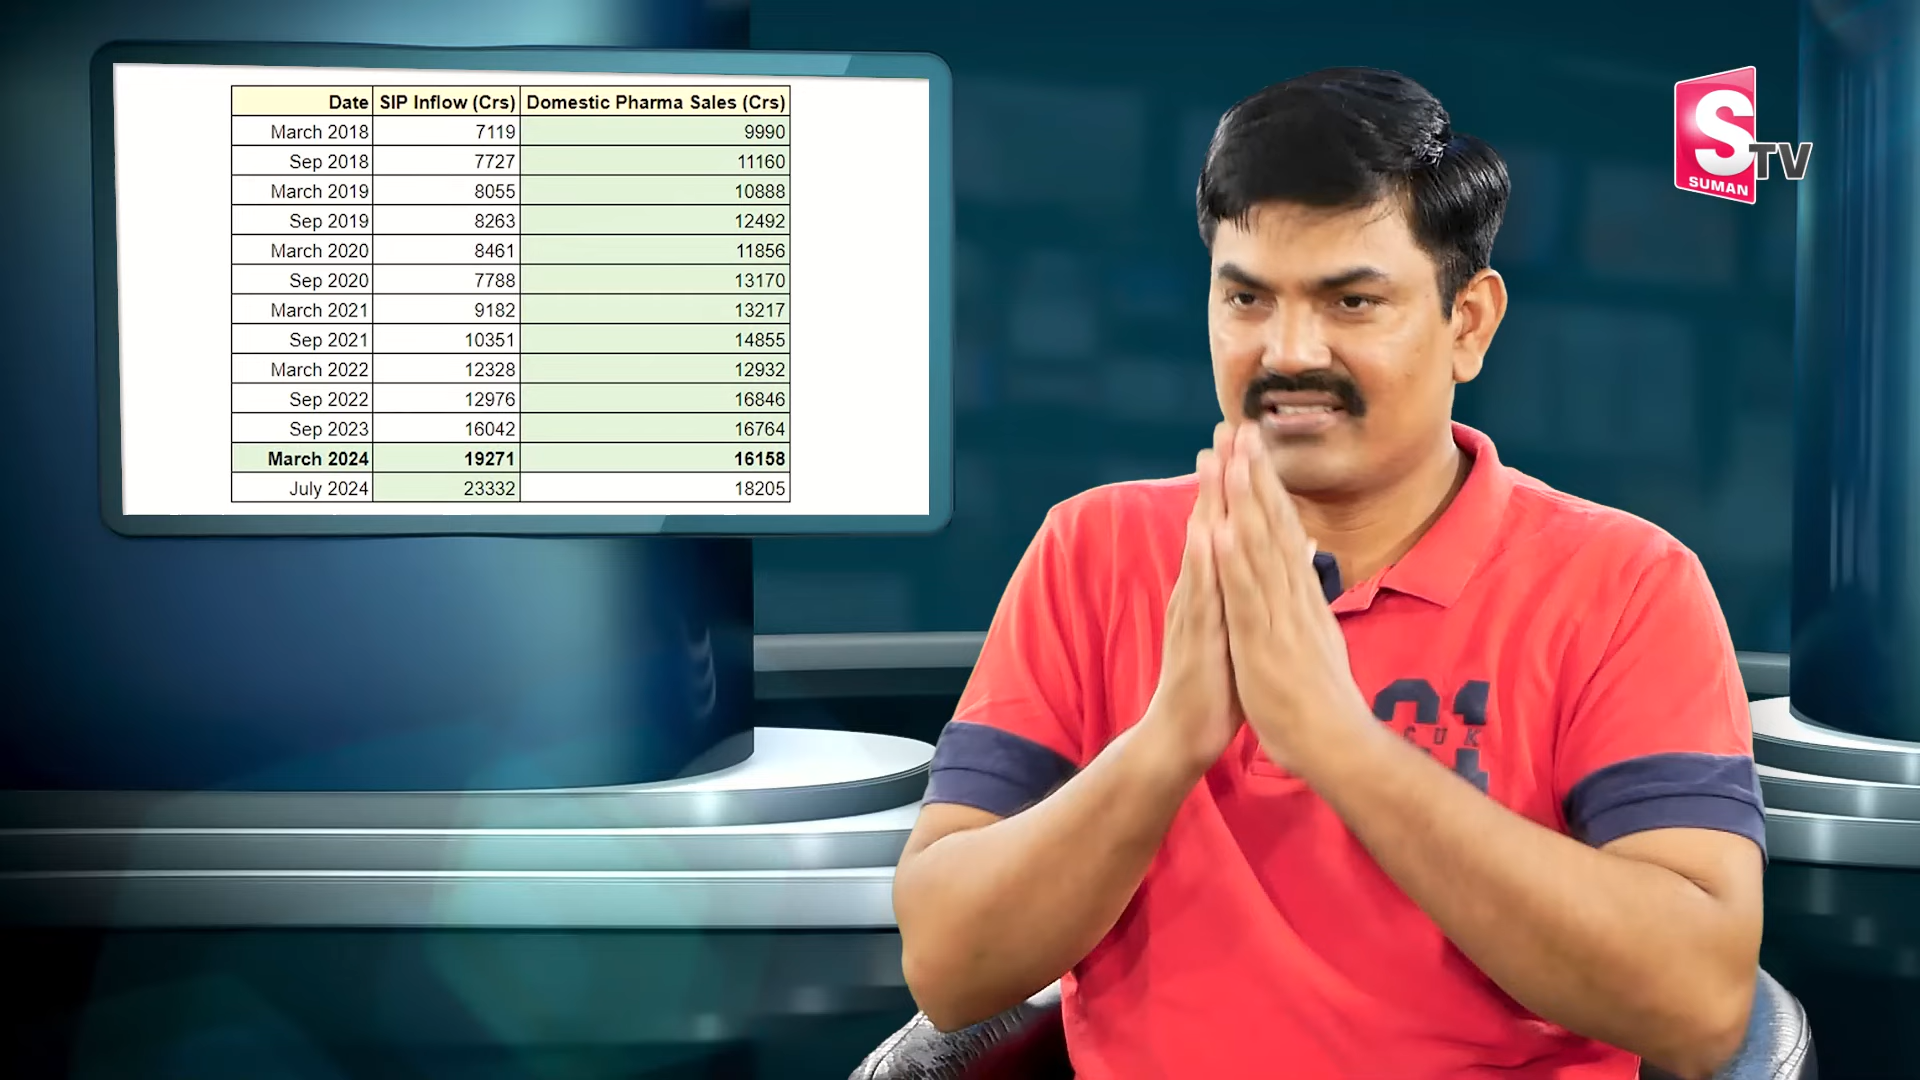 Date SIP Inflow (Crs) Domestic Pharma Sales (Crs)
March 2018 7119 9990
Sep 2018 7727 11160
March 2019 8055 10888
Sep 2019 8263 12492
March 2020 8461 11856
Sep 2020 7788 13170
March 2021 9182 13217
Sep 2021 10351 14855
March 2022 12328 12932
Sep 2022 12976 16846
Sep 2023 16042 16764
March 2024 19271 16158
July 2024 23332 18205
S TV
SUMAN